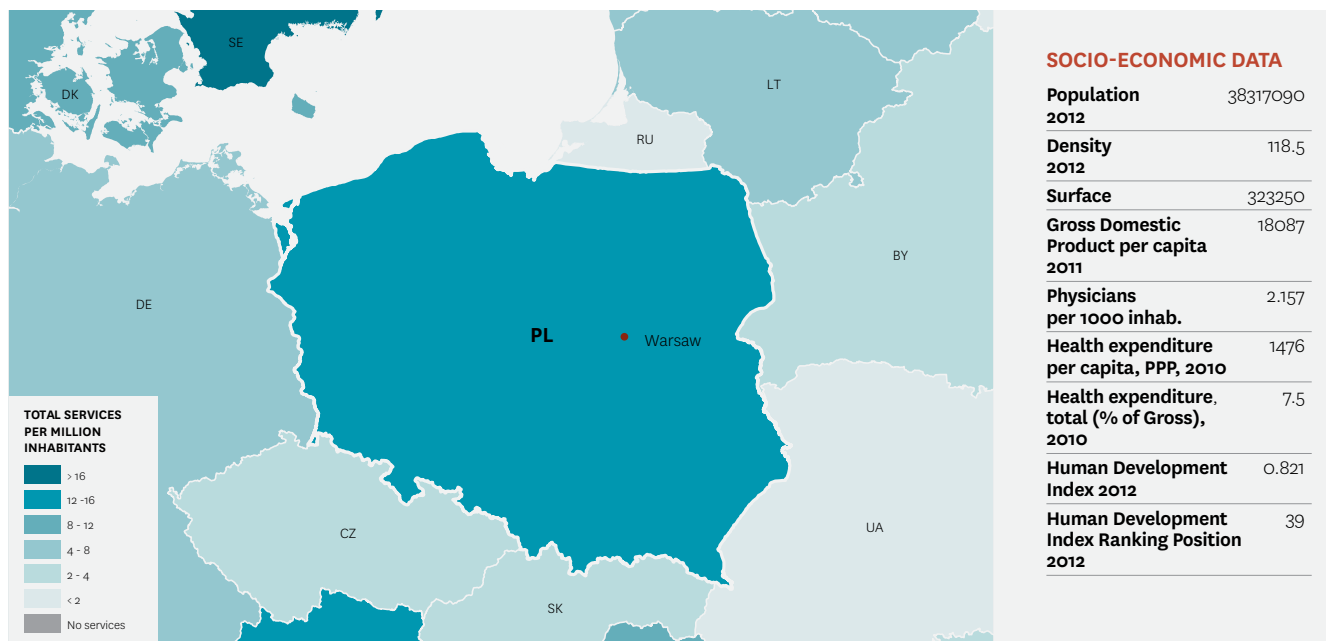 SE
DK
LT
RU
BY
DE
PL
Warsaw
CZ
UA
SK
TOTAL SERVICES
PER MILLION
INHABITANTS
> 16
12 -16
8 - 12
4 - 8
2 - 4
< 2
No services
SOCIO-ECONOMIC DATA
Population 38317090
2012
Density 118.5
2012
Surface 323250
Gross Domestic 18087
Product per capita
2011
Physicians 2.157
per 1000 inhab.
Health expenditure 1476
per capita, PPP, 2010
Health expenditure, 7.5
total (% of Gross),
2010
Human Development 0.821
Index 2012
Human Development 39
Index Ranking Position
2012